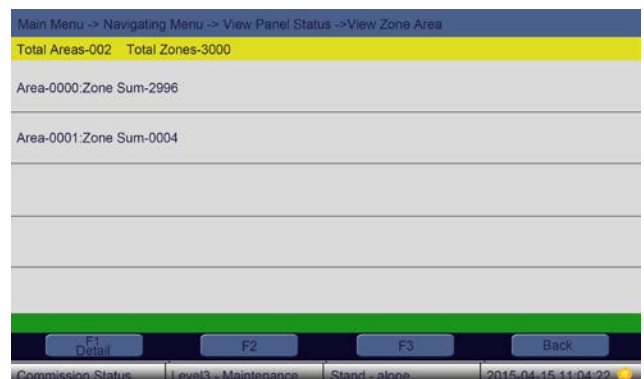 Main Menu -> Navigating Menu -> View Panel Status ->View Zone Area
Total Areas-002 Total Zones-3000
Area-0000:Zone Sum-2996
Area-0001:Zone Sum-0004
F1 F2 F3 Back
Detail
Commission Status Level3 - Maintenance Stand - alone 2015-04-15 11:04:22